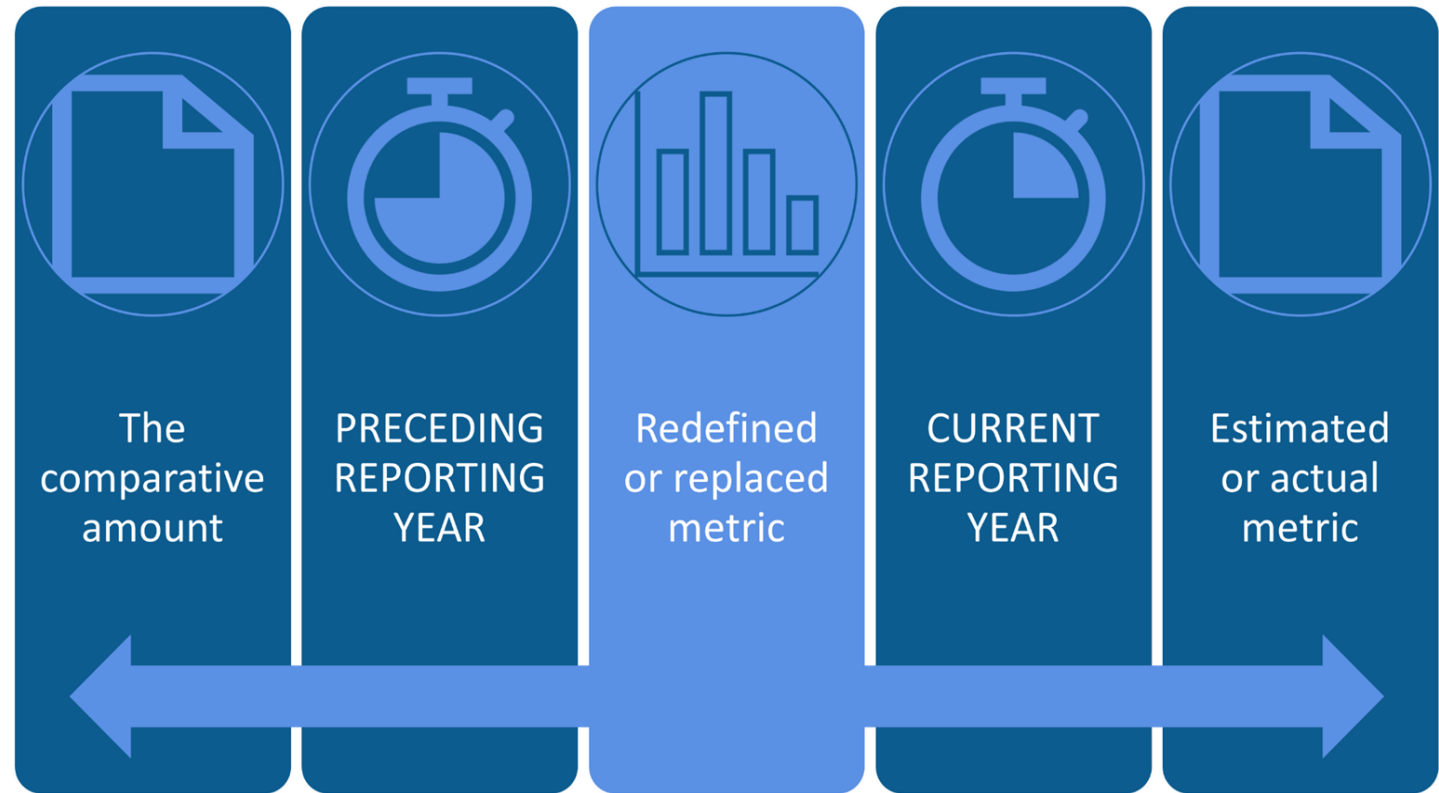 The
comparative
amount
PRECEDING
REPORTING
YEAR
Redefined
or replaced
metric
CURRENT
REPORTING
YEAR
Estimated
or actual
metric